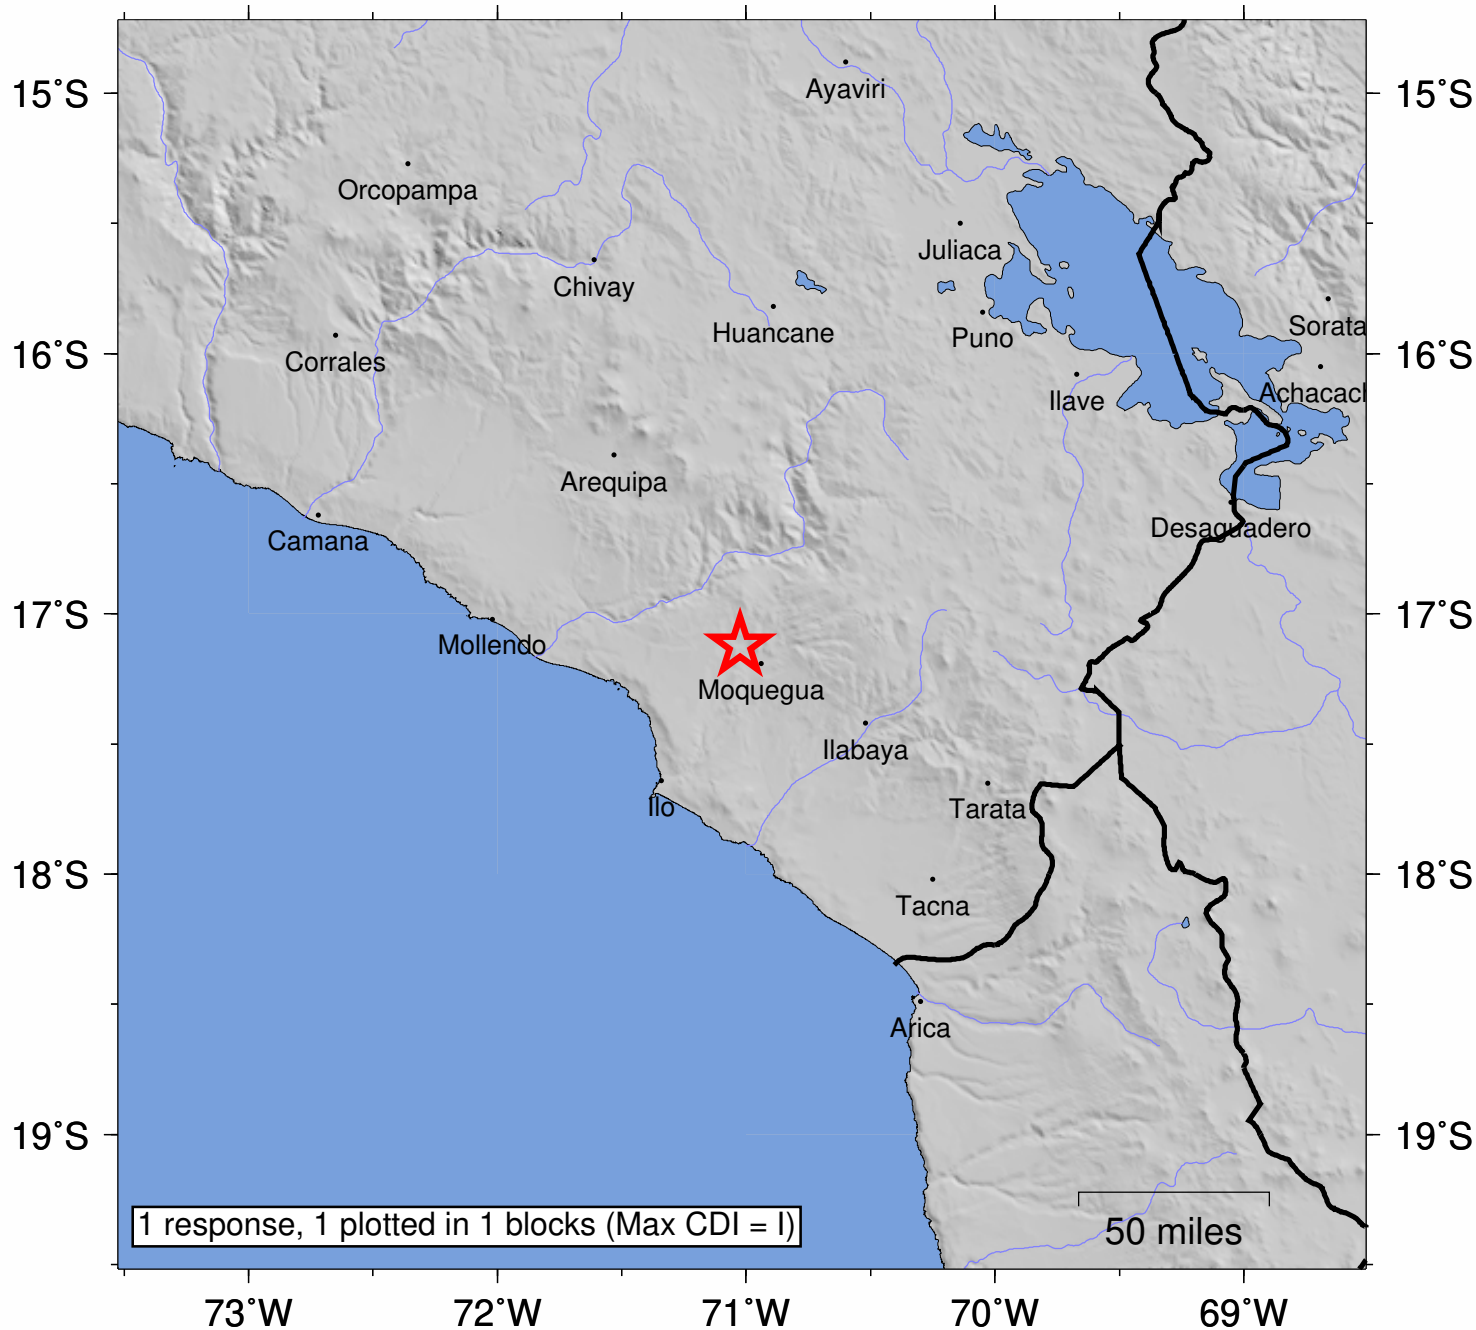 15˚S
15˚S
Ayaviri
Orcopampa
Juliaca
Chivay
Huancane
Puno
Sorata
16˚S
16˚S
Corrales
Ilave
Achacacl
Arequipa
Camana
Desaguadero
17˚S
17˚S
Mollendo
Moquegua
Ilabaya
Ilo
Tarata
18˚S
18˚S
Tacna
Arica
19˚S
19˚S
1 response, 1 plotted in 1 blocks (Max CDI = I)
50 miles
73˚W
72˚W
71˚W
70˚W
69˚W